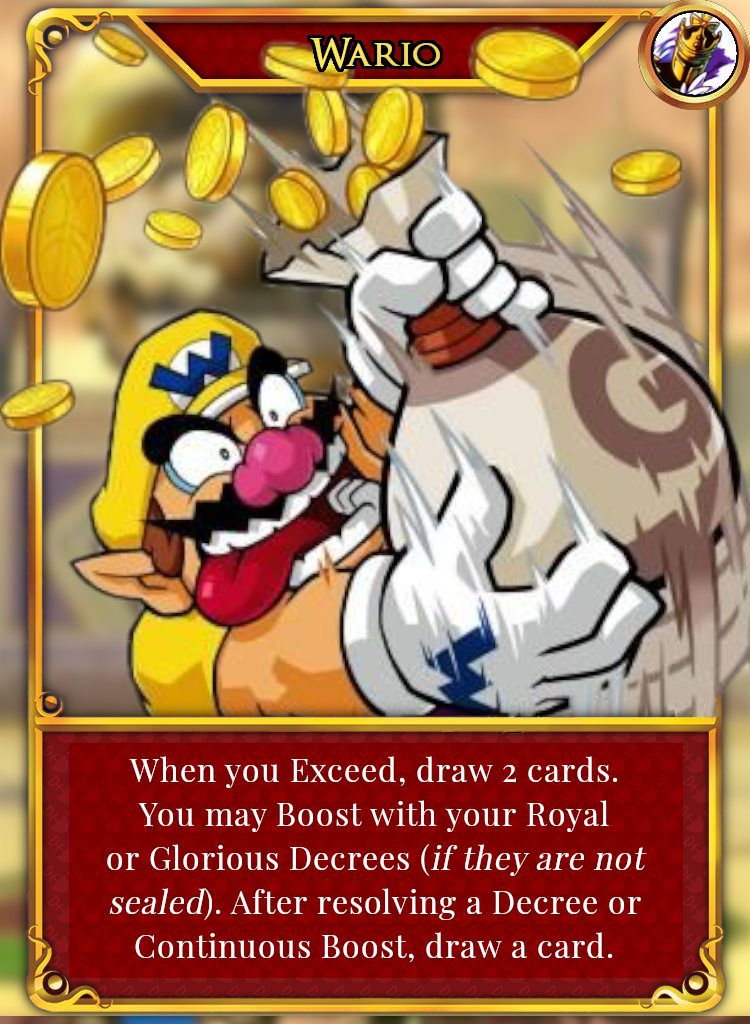 Wario
W
G
W
When you Exceed, draw 2 cards.
You may Boost with your Royal
or Glorious Decrees (if they are not
sealed). After resolving a Decree or
Continuous Boost, draw a card.